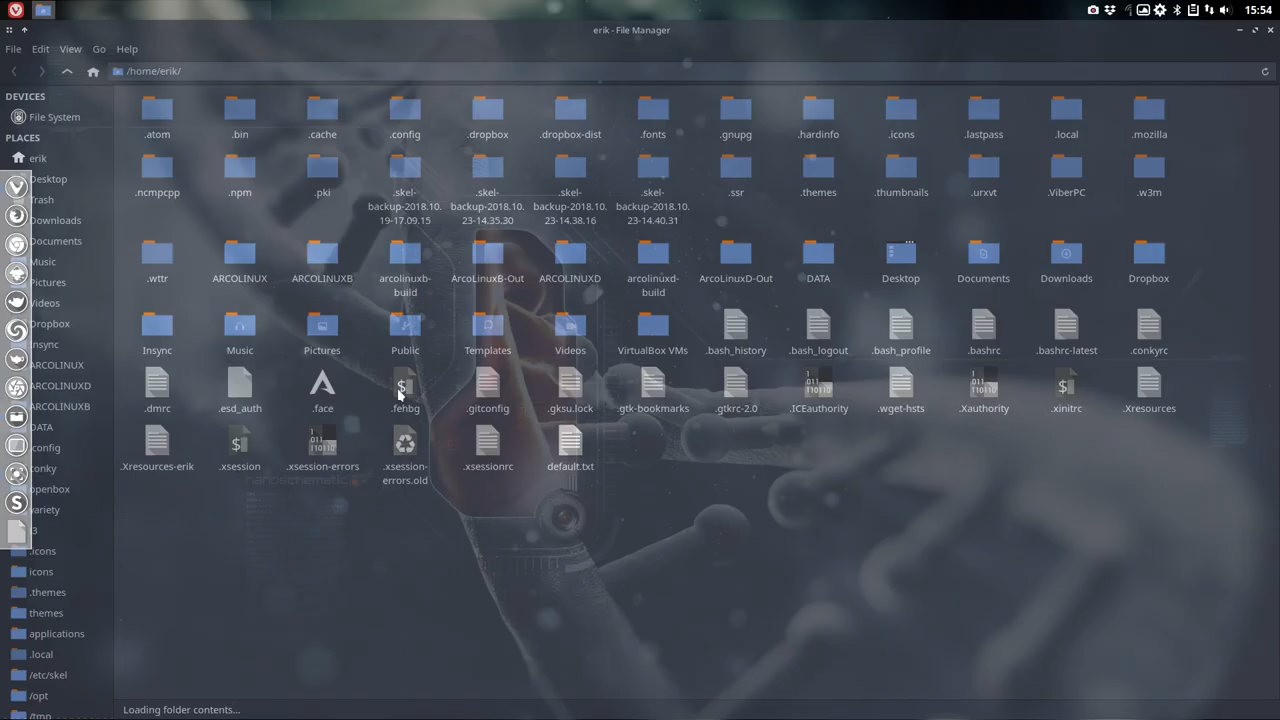 15:54
erik - File Manager
File Edit View Go Help
/home/erik/
DEVICES
File System
PLACES
erik
Desktop
Trash
Downloads
Documents
Music
Pictures
Videos
Dropbox
Insync
ARCOLINUX
ARCOLINUXD
ARCOLINUXB
DATA
.config
conky
openbox
variety
i3
.icons
icons
.themes
themes
applications
.local
/etc/skel
/opt
/tmp
.atom .bin .cache .config .dropbox .dropbox-dist .fonts .gnupg .hardinfo .icons .lastpass .local .mozilla
.ncmpcpp .npm .pki .skel- .skel- .skel- .skel- .ssr .themes .thumbnails .urxvt .ViberPC .w3m
backup-2018.10. backup-2018.10. backup-2018.10. backup-2018.10.
19-17.09.15 23-14.35.30 23-14.38.16 23-14.40.31
.wttr ARCOLINUX ARCOLINUXB arcolinuxb- ArcoLinuxB-Out ARCOLINUXD arcolinuxd- ArcoLinuxD-Out DATA Desktop Documents Downloads Dropbox
build build
Insync Music Pictures Public Templates Videos VirtualBox VMs .bash_history .bash_logout .bash_profile .bashrc .bashrc-latest .conkyrc
.dmrc .esd_auth .face .fehbg .gitconfig .gksu.lock .gtk-bookmarks .gtkrc-2.0 .ICEauthority .wget-hsts .Xauthority .xinitrc .Xresources
.Xresources-erik .xsession .xsession-errors .xsession- .xsessionrc default.txt
errors.old
nanoschematic
Loading folder contents...